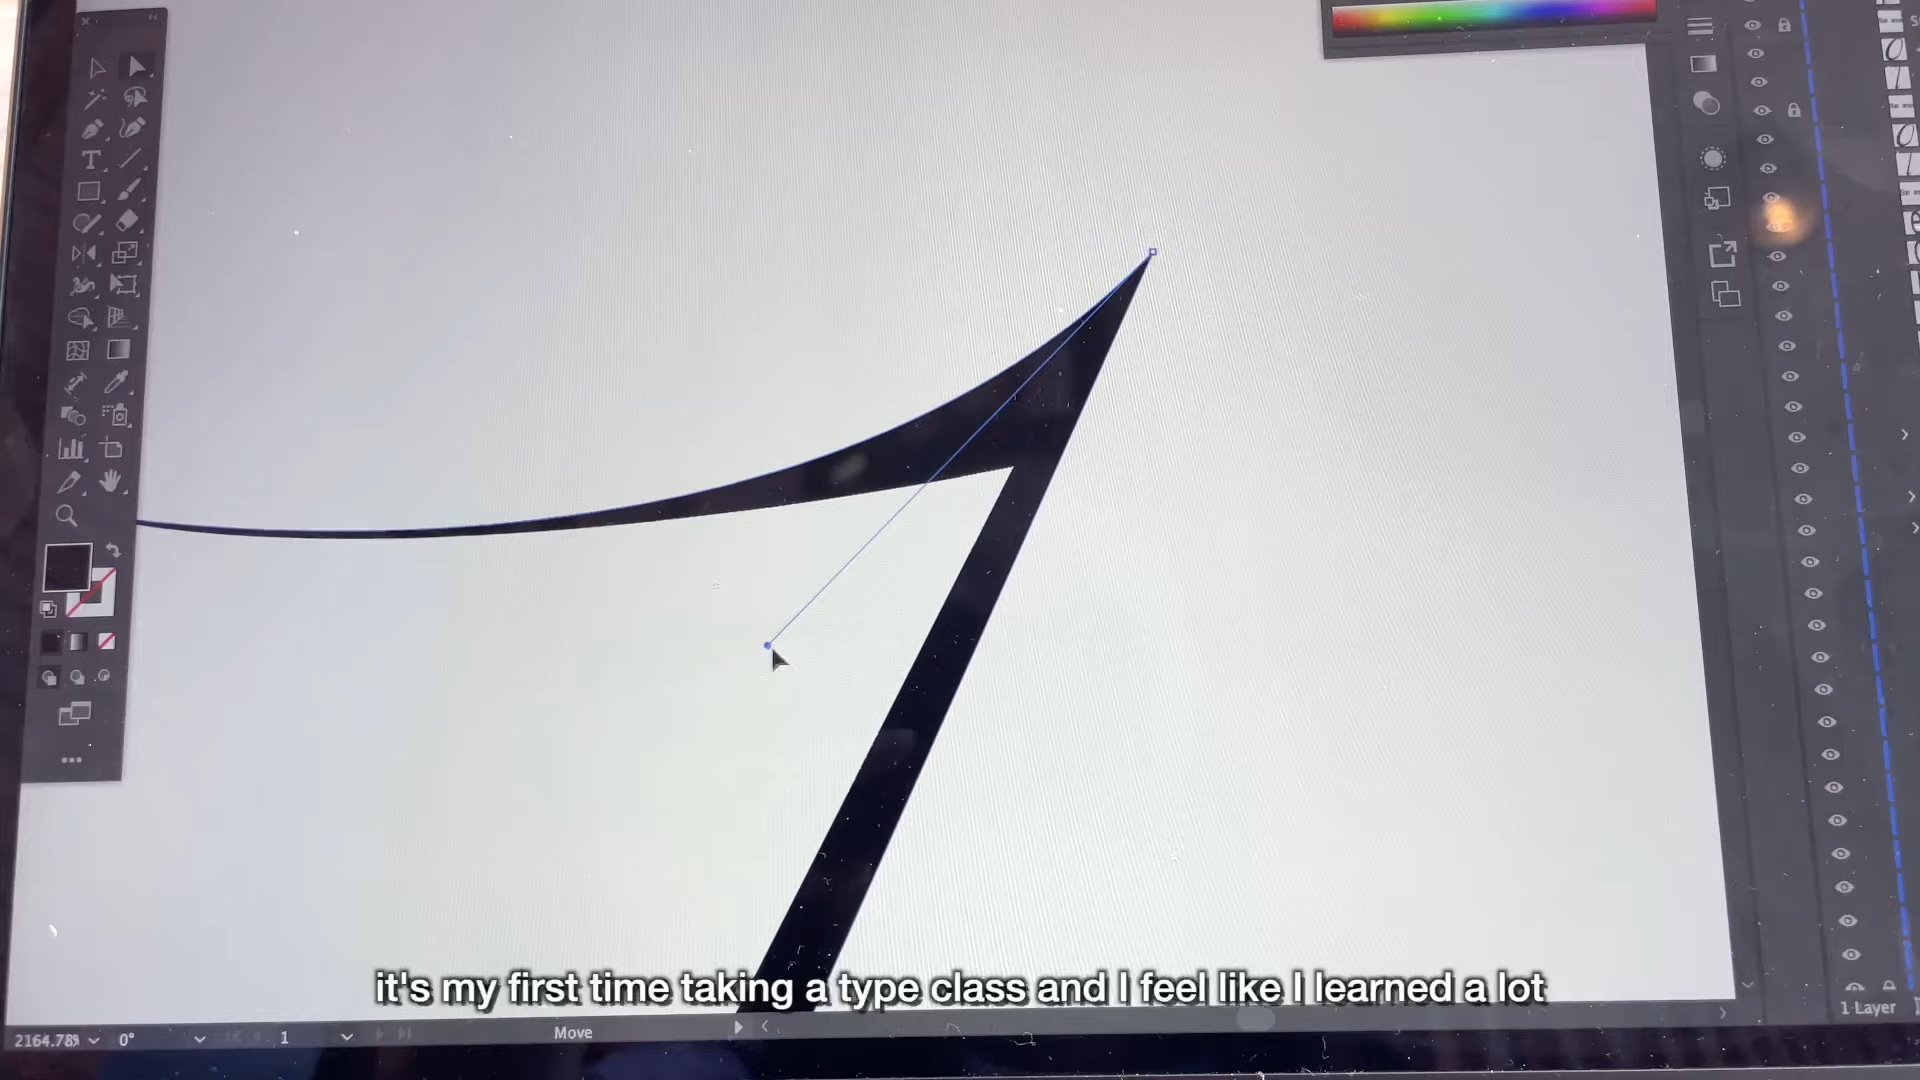 it's my first time taking a type class and I feel like I learned a lot
2164.78%
0°
1
Move
1 Layer